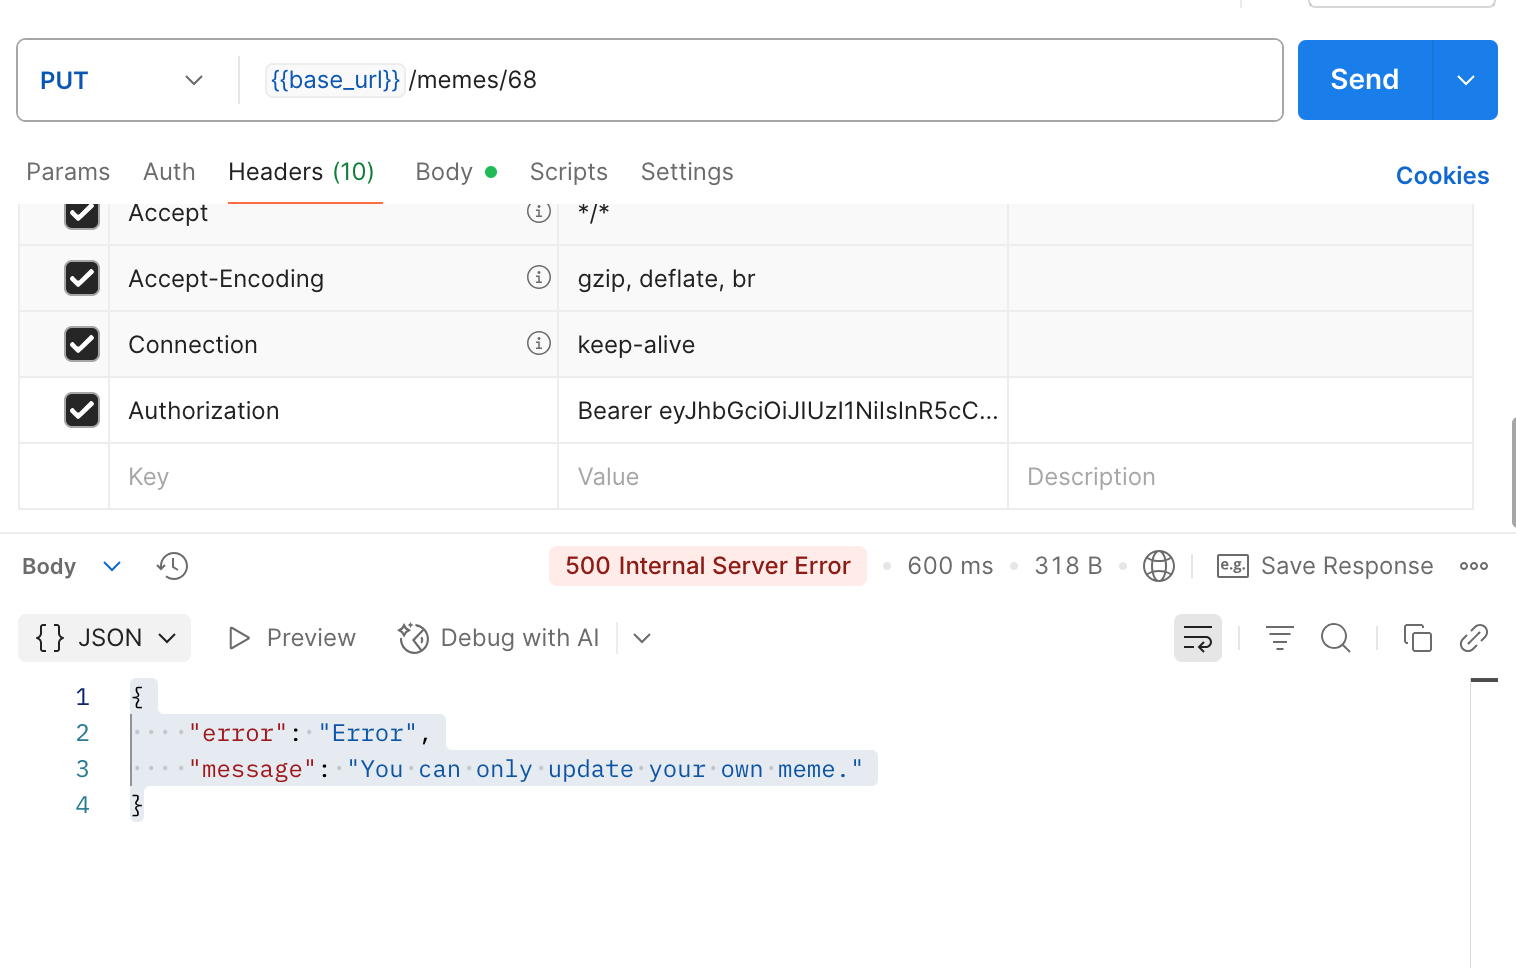 PUT {{base_url}}/memes/68 Send
Params Auth Headers (10) Body Scripts Settings Cookies
Accept */*
Accept-Encoding gzip, deflate, br
Connection keep-alive
Authorization Bearer eyJhbGciOiJIUzI1NiIsInR5cC...
Key Value Description
Body 500 Internal Server Error 600 ms 318 B e.g. Save Response
{} JSON Preview Debug with AI
1 {
2 "error": "Error",
3 "message": "You can only update your own meme."
4 }